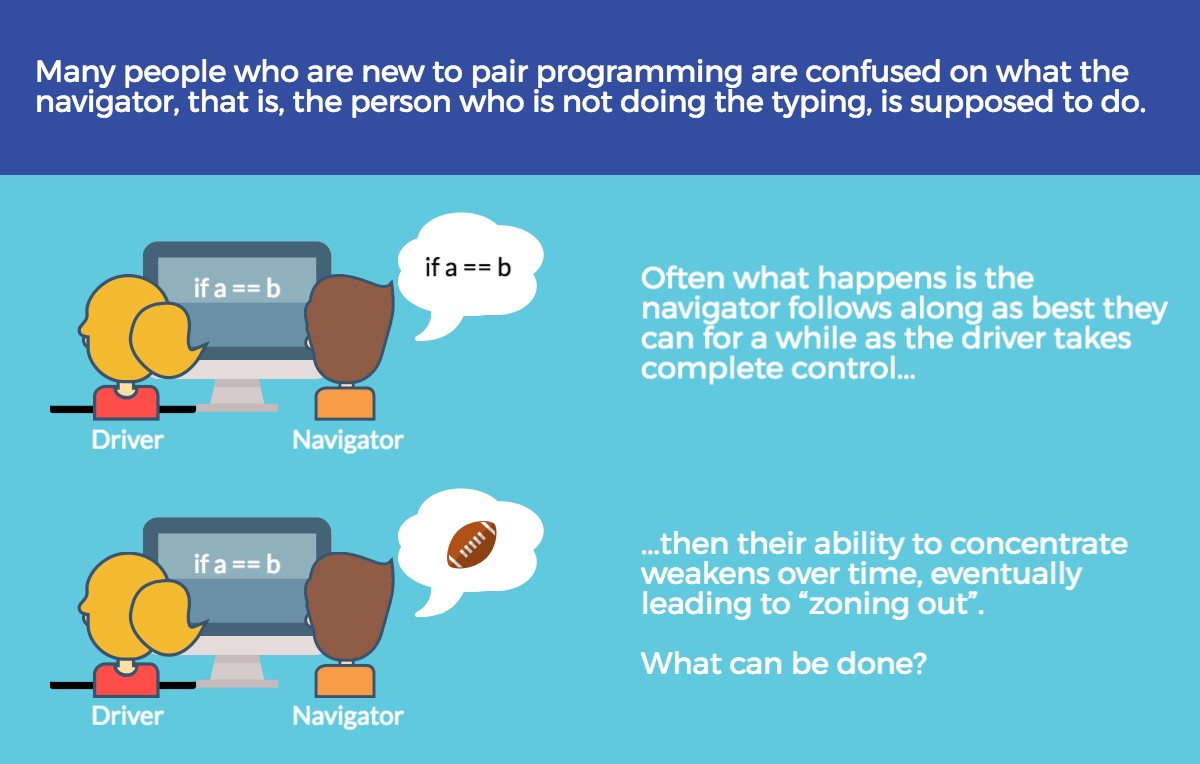 Many people who are new to pair programming are confused on what the
navigator, that is, the person who is not doing the typing, is supposed to do.
if a == b
if a == b
Driver
Navigator
Often what happens is the
navigator follows along as best they
can for a while as the driver takes
complete control...
if a == b
Driver
Navigator
...then their ability to concentrate
weakens over time, eventually
leading to “zoning out”.
What can be done?